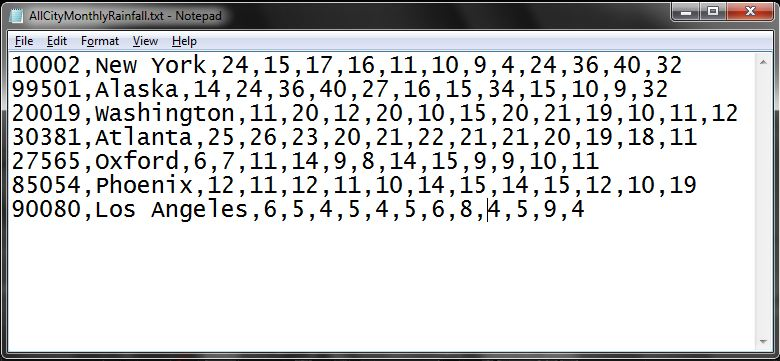 AllCityMonthlyRainfall.txt - Notepad
File Edit Format View Help
10002,New York,24,15,17,16,11,10,9,4,24,36,40,32
99501,Alaska,14,24,36,40,27,16,15,34,15,10,9,32
20019,Washington,11,20,12,20,10,15,20,21,19,10,11,12
30381,Atlanta,25,26,23,20,21,22,21,21,20,19,18,11
27565,Oxford,6,7,11,14,9,8,14,15,9,9,10,11
85054,Phoenix,12,11,12,11,10,14,15,14,15,12,10,19
90080,Los Angeles,6,5,4,5,4,5,6,8,4,5,9,4